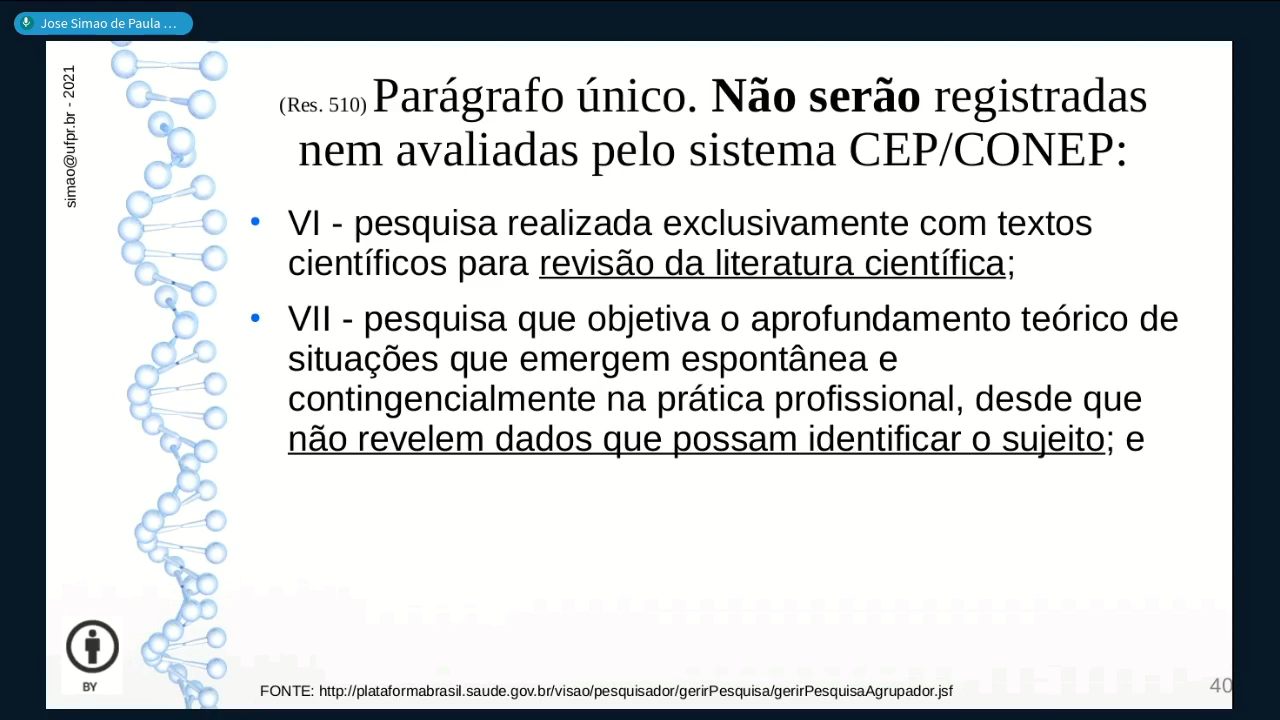 Jose Simao de Paula ...
simao@ufpr.br - 2021
(Res. 510) Parágrafo único. Não serão registradas
nem avaliadas pelo sistema CEP/CONEP:
• VI - pesquisa realizada exclusivamente com textos
científicos para revisão da literatura científica;
• VII - pesquisa que objetiva o aprofundamento teórico de
situações que emergem espontânea e
contingencialmente na prática profissional, desde que
não revelem dados que possam identificar o sujeito; e
BY
FONTE: http://plataformabrasil.saude.gov.br/visao/pesquisador/gerirPesquisa/gerirPesquisaAgrupador.jsf
40